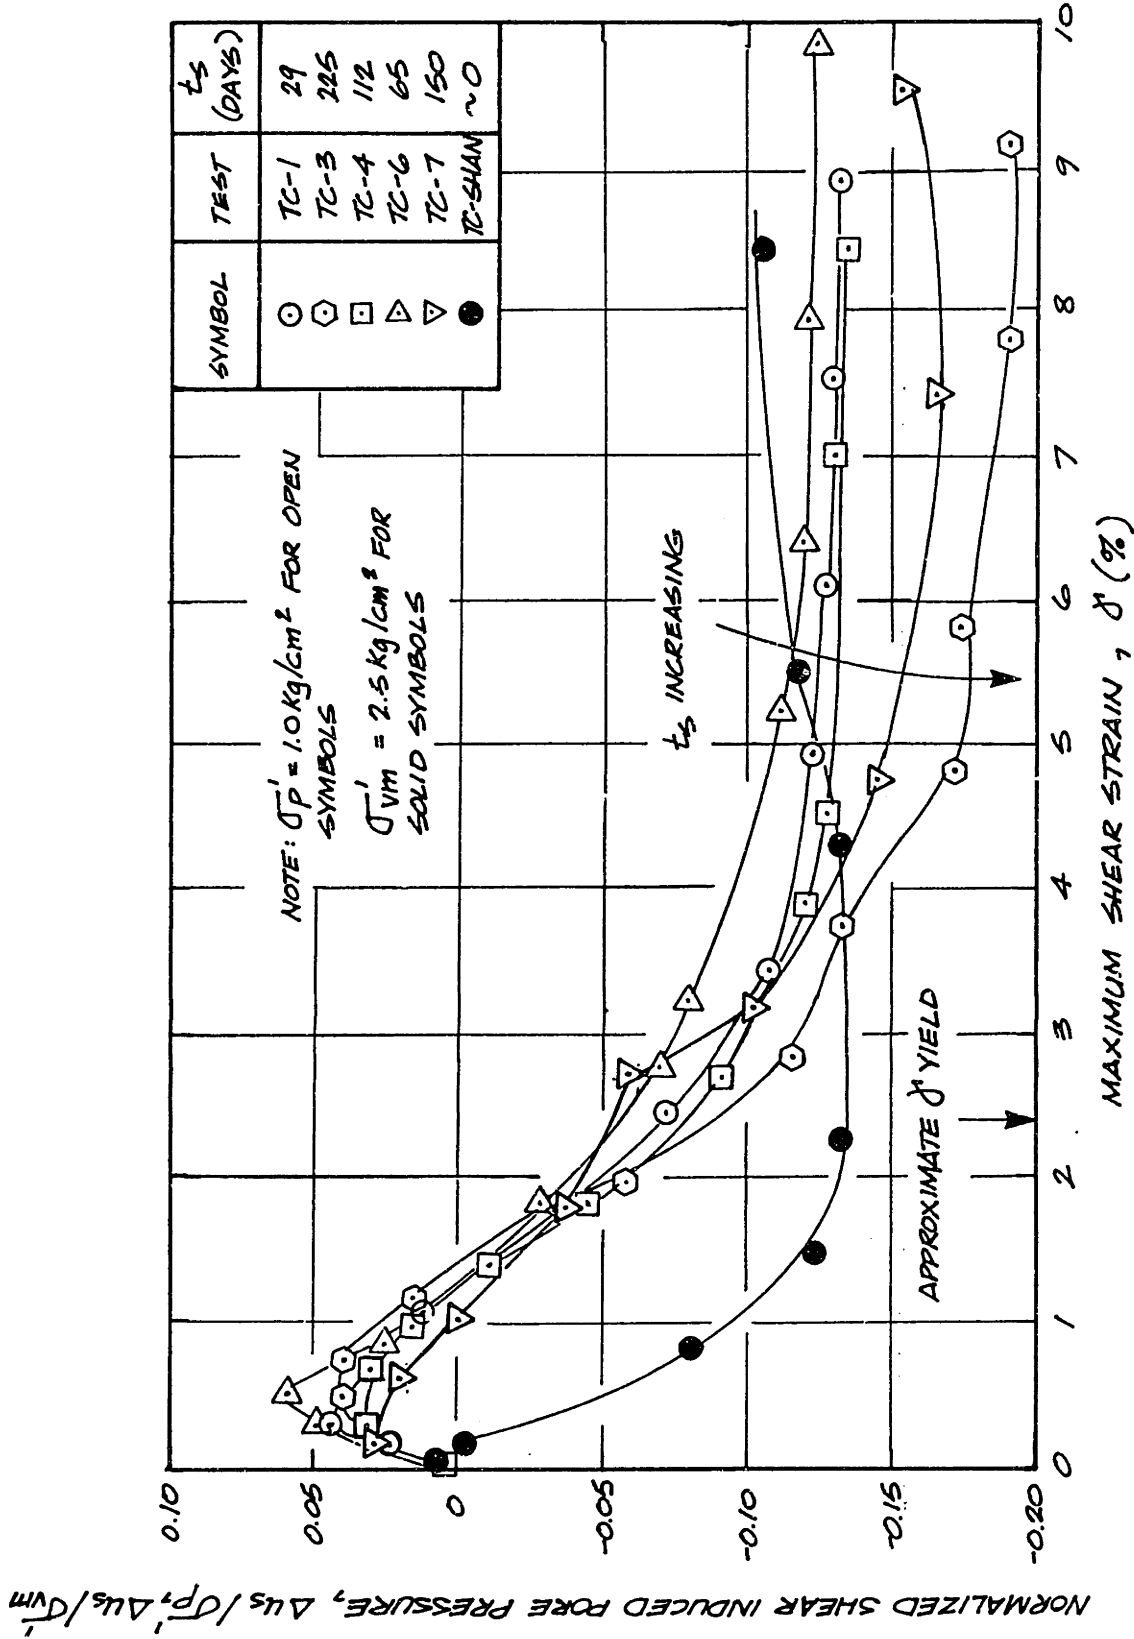 NORMALIZED SHEAR INDUCED PORE PRESSURE, Δus/σ̄p', Δus/σ̄vm'
0.10
0.05
0
-0.05
-0.10
-0.15
-0.20
0 1 2 3 4 5 6 7 8 9 10
MAXIMUM SHEAR STRAIN, γ (%)
SYMBOL TEST ts (DAYS)
TC-1 29
TC-3 225
TC-4 112
TC-6 65
TC-7 150
TC-SHAN ~0
NOTE: σ̄p' = 1.0 Kg/cm² FOR OPEN
SYMBOLS
σ̄vm' = 2.5 Kg/cm² FOR
SOLID SYMBOLS
ts INCREASING
APPROXIMATE γ YIELD